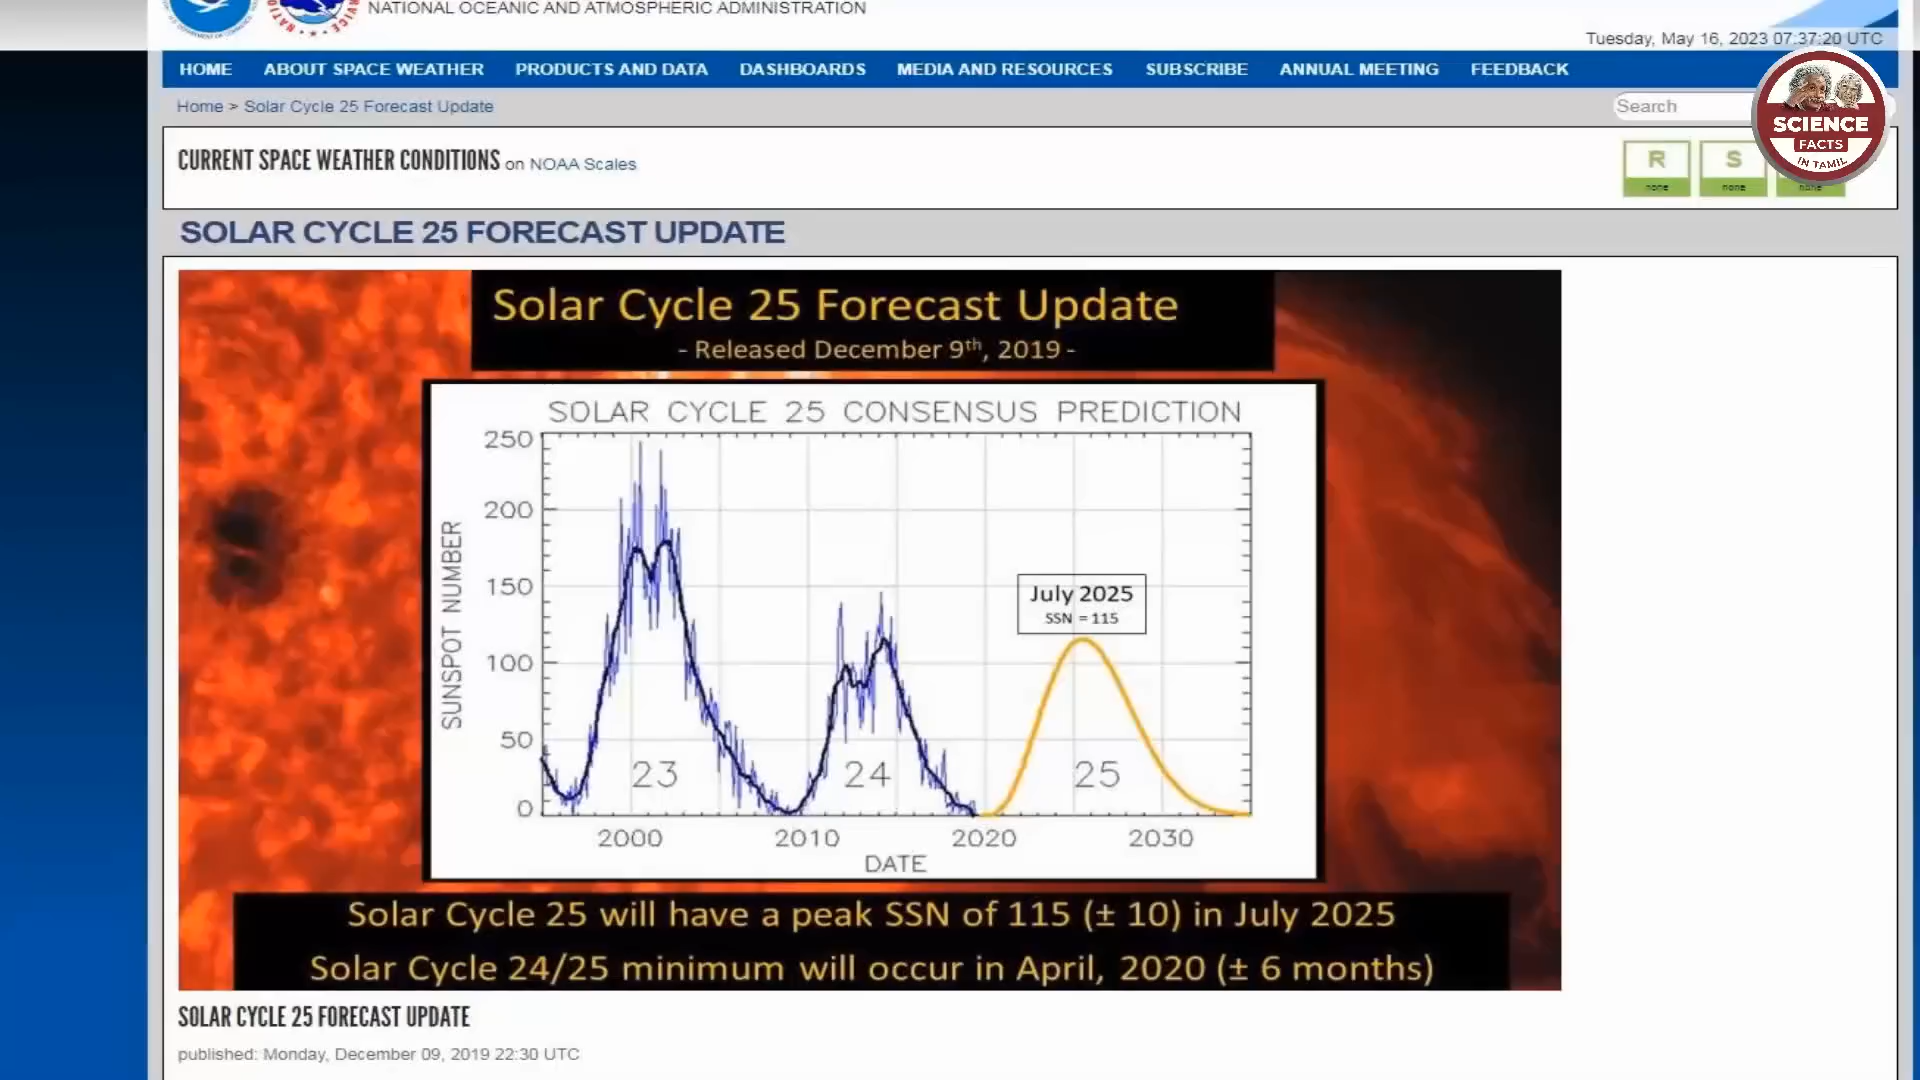 NATIONAL OCEANIC AND ATMOSPHERIC ADMINISTRATION
Tuesday, May 16, 2023 07:37:20 UTC
HOME ABOUT SPACE WEATHER PRODUCTS AND DATA DASHBOARDS MEDIA AND RESOURCES SUBSCRIBE ANNUAL MEETING FEEDBACK
Home > Solar Cycle 25 Forecast Update
Search
SCIENCE
FACTS
IN TAMIL
CURRENT SPACE WEATHER CONDITIONS on NOAA Scales
R S
none none none
SOLAR CYCLE 25 FORECAST UPDATE
Solar Cycle 25 Forecast Update
- Released December 9th, 2019 -
SOLAR CYCLE 25 CONSENSUS PREDICTION
250
200
150
100
50
0
SUNSPOT NUMBER
July 2025
SSN = 115
23 24 25
2000 2010 2020 2030
DATE
Solar Cycle 25 will have a peak SSN of 115 (± 10) in July 2025
Solar Cycle 24/25 minimum will occur in April, 2020 (± 6 months)
SOLAR CYCLE 25 FORECAST UPDATE
published: Monday, December 09, 2019 22:30 UTC